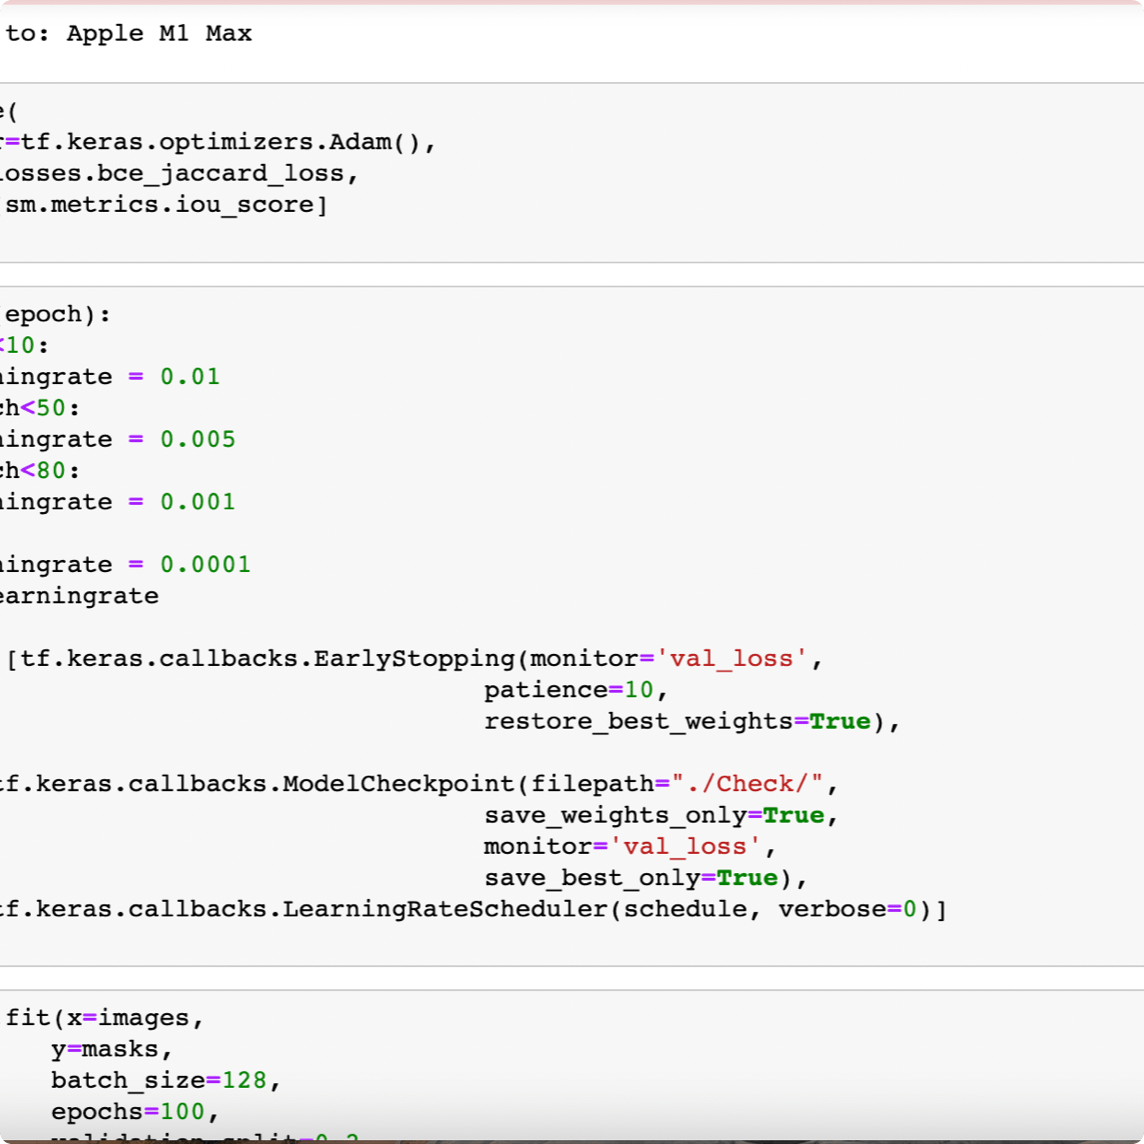 to: Apple M1 Max
e(
r=tf.keras.optimizers.Adam(),
losses.bce_jaccard_loss,
[sm.metrics.iou_score]
(epoch):
<10:
ningrate = 0.01
ch<50:
ningrate = 0.005
ch<80:
ningrate = 0.001
ningrate = 0.0001
earningrate
[tf.keras.callbacks.EarlyStopping(monitor='val_loss',
patience=10,
restore_best_weights=True),
tf.keras.callbacks.ModelCheckpoint(filepath="./Check/",
save_weights_only=True,
monitor='val_loss',
save_best_only=True),
tf.keras.callbacks.LearningRateScheduler(schedule, verbose=0)]
fit(x=images,
y=masks,
batch_size=128,
epochs=100,